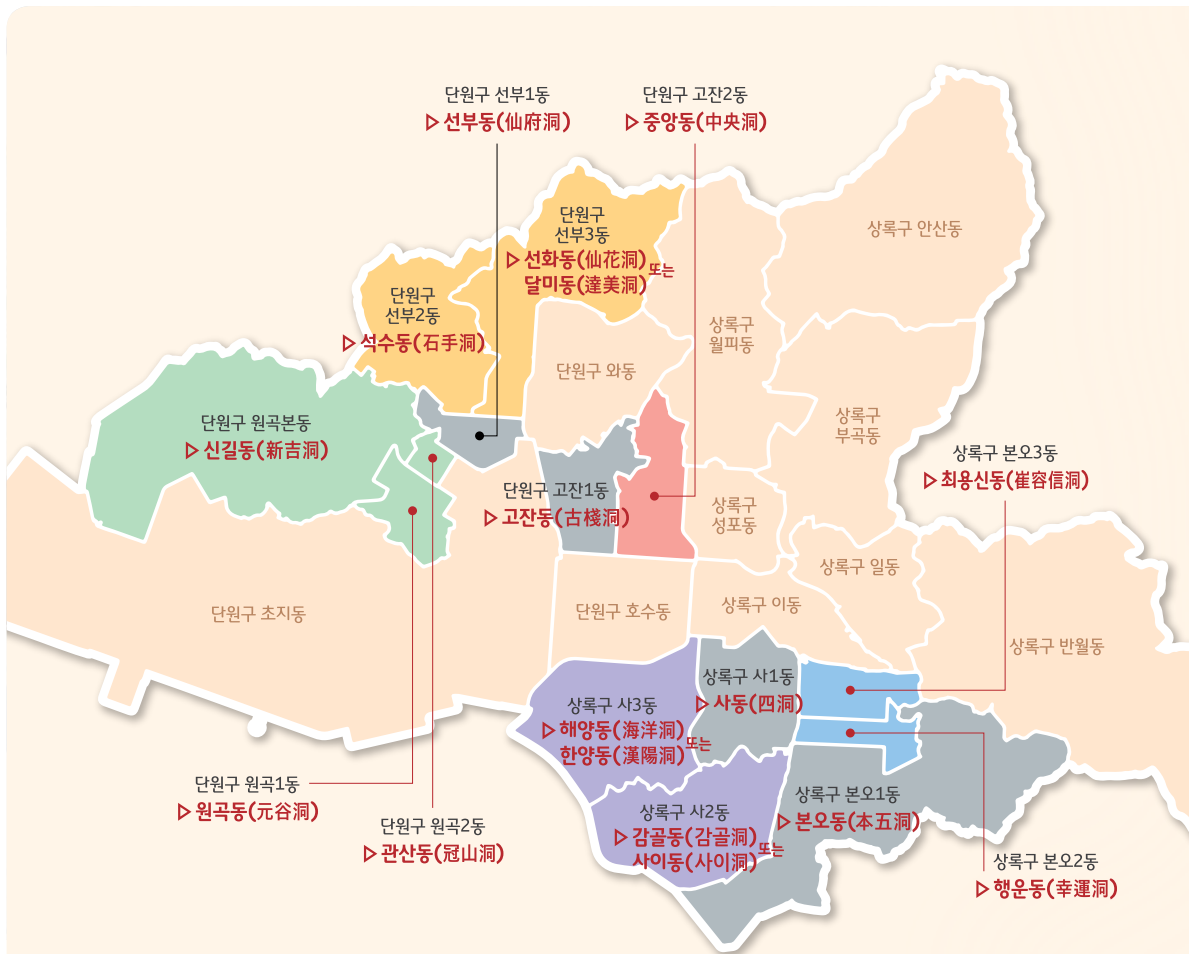 단원구 선부1동
▷ 선부동(仙府洞)
단원구 고잔2동
▷ 중앙동(中央洞)
단원구
선부3동
▷ 선화동(仙花洞) 또는
달미동(達美洞)
상록구 안산동
단원구
선부2동
▷ 석수동(石手洞)
상록구
월피동
단원구 와동
단원구 원곡본동
▷ 신길동(新吉洞)
상록구
부곡동
상록구 본오3동
▷ 최용신동(崔容信洞)
단원구 고잔1동
▷ 고잔동(古棧洞)
상록구
성포동
상록구 일동
단원구 초지동
단원구 호수동
상록구 이동
상록구 반월동
상록구 사3동
▷ 해양동(海洋洞) 또는
한양동(漢陽洞)
상록구 사1동
▷ 사동(四洞)
단원구 원곡1동
▷ 원곡동(元谷洞)
단원구 원곡2동
▷ 관산동(冠山洞)
상록구 사2동
▷ 감골동(감골洞)
사이동(사이洞) 또는
상록구 본오1동
▷ 본오동(本五洞)
상록구 본오2동
▷ 행운동(幸運洞)